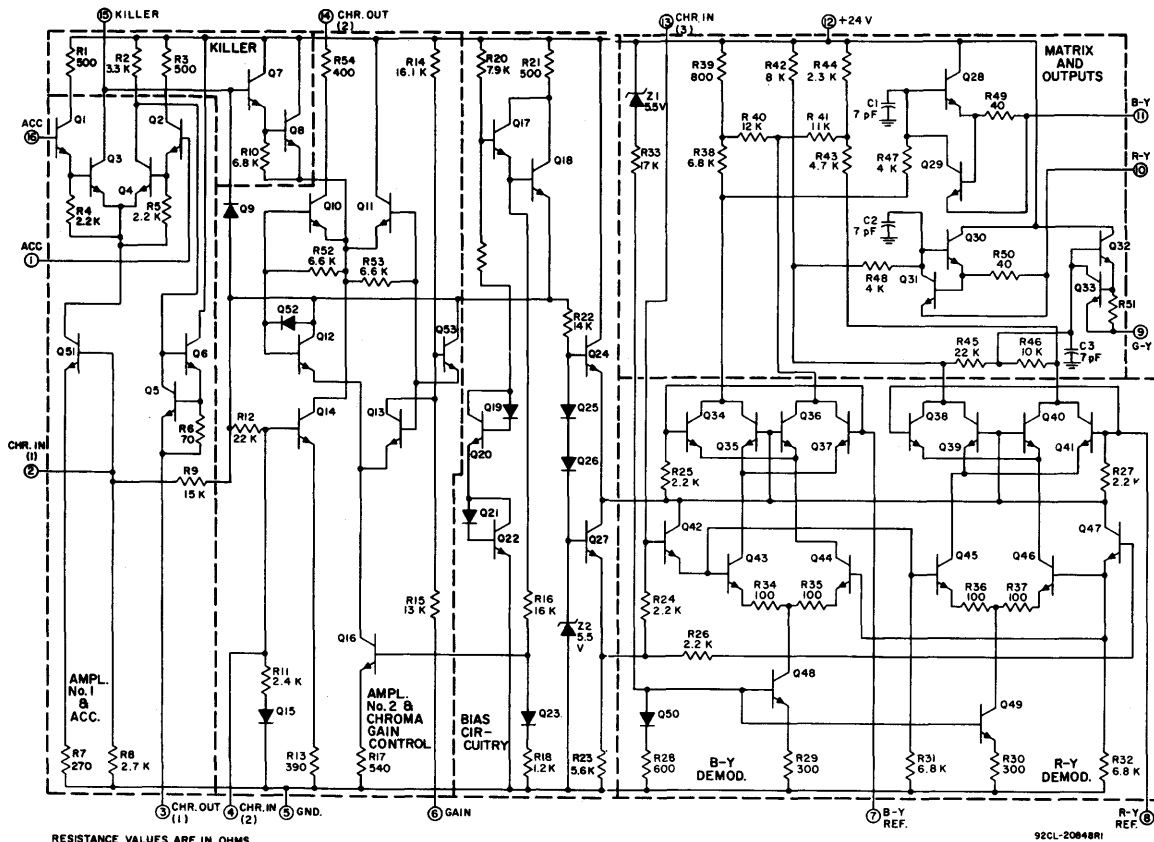 ⑮ KILLER
⑭ CHR. OUT
(2)
⑬ CHR. IN
(3)
⑫ +24 V
KILLER
MATRIX
AND
OUTPUTS
R1
500
R2
3.3 K
R3
500
Q7
R54
400
R14
16.1 K
R20
7.9 K
R21
500
R39
800
R42
8 K
R44
2.3 K
Q28
Z1
5.5V
C1
7 pF
R49
40
B-Y
⑪
ACC
⑯
Q1
Q2
Q8
Q17
Q18
R 40
12 K
R 41
11 K
Q3
Q4
R10
6.8 K
R33
17 K
R38
6.8 K
R43
4.7 K
R47
4 K
Q29
R-Y
⑩
R4
2.2K
R5
2.2 K
Q9
Q10
Q11
C2
7 pF
Q30
Q32
ACC
①
R52
6.6 K
R53
6.6 K
R48
4 K
Q31
R50
40
Q33
R51
Q52
Q12
Q53
R22
14 K
Q24
⑨
G-Y
Q51
Q6
R45
22 K
R46
10 K
C3
7 pF
Q5
R6
70
R12
22 K
Q14
Q13
Q19
Q20
Q25
Q34
Q36
Q38
Q40
Q35
Q37
Q39
Q41
CHR. IN
(1)
②
R9
15 K
Q26
R25
2.2 K
R27
2.2 K
Q21
Q22
Q27
Q42
Q43
Q44
Q45
Q46
Q47
R15
13 K
R16
16 K
R24
2.2 K
R34
100
R35
100
R36
100
R37
100
Q16
Z2
5.5
V
R26
2.2 K
AMPL.
No. 1
&
ACC.
R11
2.4 K
Q15
AMPL.
No. 2 &
CHROMA
GAIN
CONTROL
BIAS
CIR-
CUITRY
Q23
Q50
Q48
Q49
R7
270
R8
2.7 K
R13
390
R17
540
R18
1.2K
R23
5.6K
R28
600
B-Y
DEMOD.
R29
300
R31
6.8 K
R30
300
R-Y
DEMOD.
R32
6.8 K
③ CHR. OUT
(1)
④ CHR. IN
(2)
⑤ GND.
⑥ GAIN
⑦ B-Y
REF.
R-Y ⑧
REF.
RESISTANCE VALUES ARE IN OHMS
92CL-20848R1